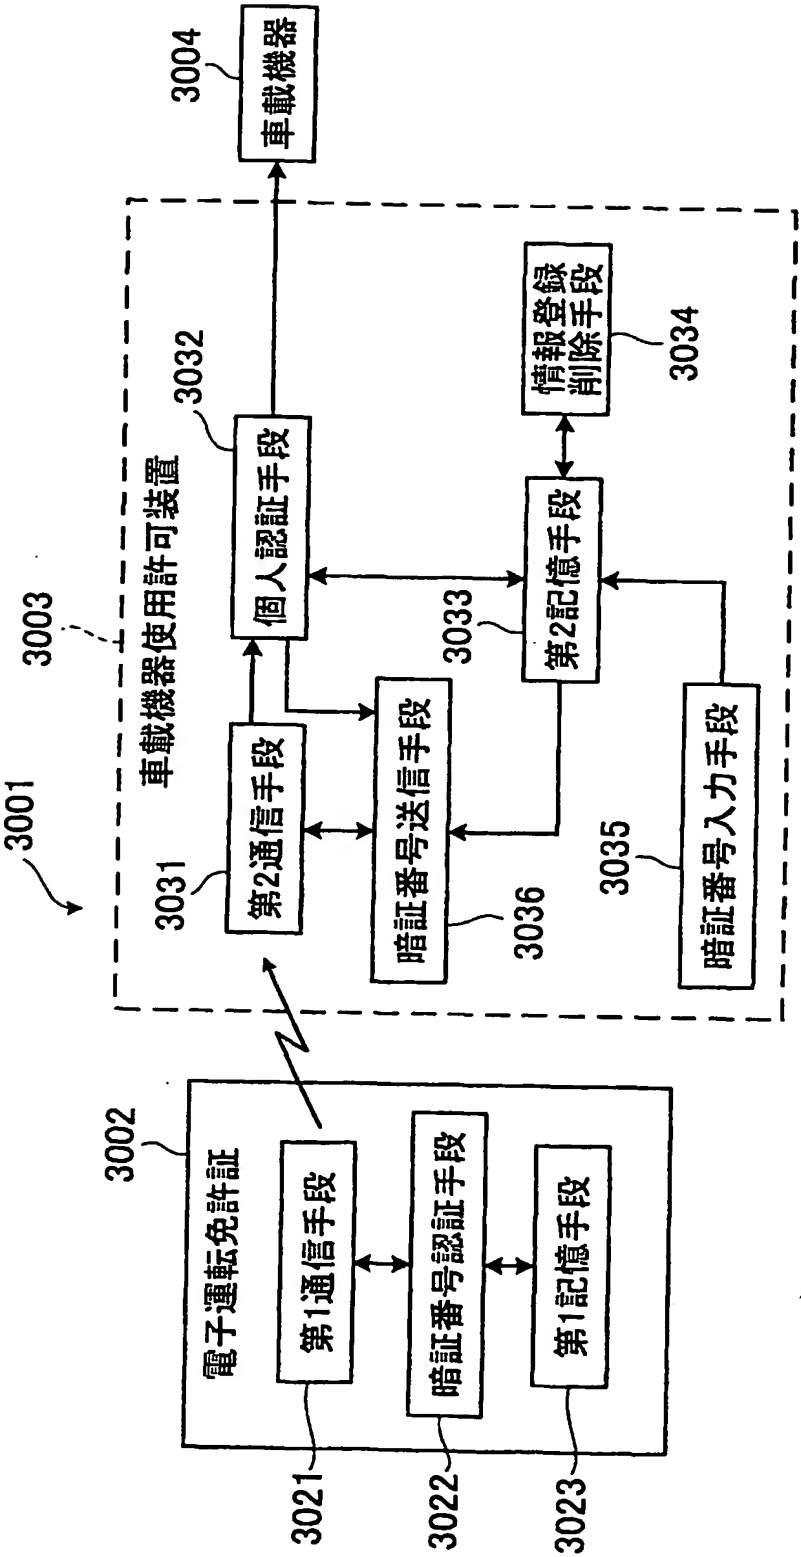 3001
3002
電子運転免許証
第1通信手段
3021
暗証番号認証手段
3022
第1記憶手段
3023
3003
車載機器使用許可装置
第2通信手段
3031
個人認証手段
3032
暗証番号送信手段
3036
第2記憶手段
3033
情報登録
削除手段
3034
暗証番号入力手段
3035
車載機器
3004